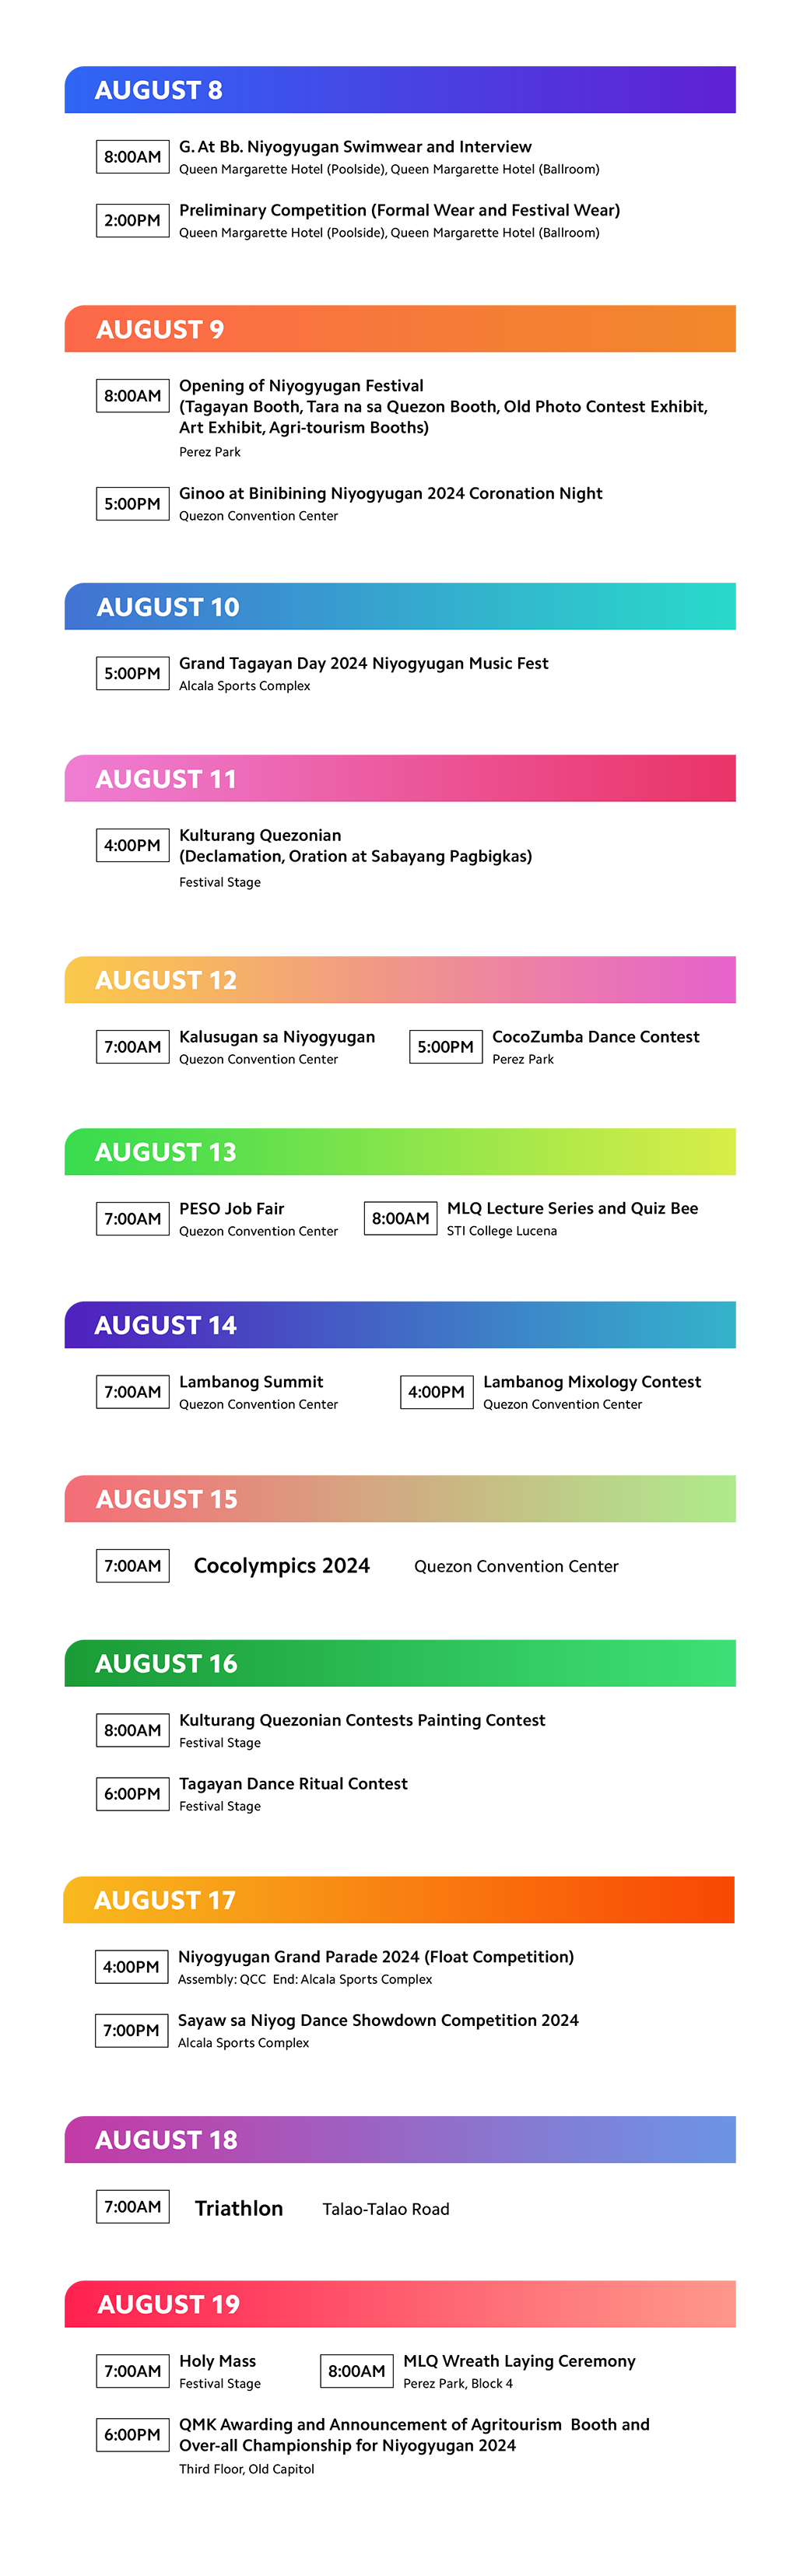 AUGUST 8
8:00AM
G. At Bb. Niyogyugan Swimwear and Interview
Queen Margarette Hotel (Poolside), Queen Margarette Hotel (Ballroom)
2:00PM
Preliminary Competition (Formal Wear and Festival Wear)
Queen Margarette Hotel (Poolside), Queen Margarette Hotel (Ballroom)
AUGUST 9
8:00AM
Opening of Niyogyugan Festival
(Tagayan Booth, Tara na sa Quezon Booth, Old Photo Contest Exhibit,
Art Exhibit, Agri-tourism Booths)
Perez Park
5:00PM
Ginoo at Binibining Niyogyugan 2024 Coronation Night
Quezon Convention Center
AUGUST 10
5:00PM
Grand Tagayan Day 2024 Niyogyugan Music Fest
Alcala Sports Complex
AUGUST 11
4:00PM
Kulturang Quezonian
(Declamation, Oration at Sabayang Pagbigkas)
Festival Stage
AUGUST 12
7:00AM
Kalusugan sa Niyogyugan
Quezon Convention Center
5:00PM
CocoZumba Dance Contest
Perez Park
AUGUST 13
7:00AM
PESO Job Fair
Quezon Convention Center
8:00AM
MLQ Lecture Series and Quiz Bee
STI College Lucena
AUGUST 14
7:00AM
Lambanog Summit
Quezon Convention Center
4:00PM
Lambanog Mixology Contest
Quezon Convention Center
AUGUST 15
7:00AM
Cocolympics 2024
Quezon Convention Center
AUGUST 16
8:00AM
Kulturang Quezonian Contests Painting Contest
Festival Stage
6:00PM
Tagayan Dance Ritual Contest
Festival Stage
AUGUST 17
4:00PM
Niyogyugan Grand Parade 2024 (Float Competition)
Assembly: QCC End: Alcala Sports Complex
7:00PM
Sayaw sa Niyog Dance Showdown Competition 2024
Alcala Sports Complex
AUGUST 18
7:00AM
Triathlon
Talao-Talao Road
AUGUST 19
7:00AM
Holy Mass
Festival Stage
8:00AM
MLQ Wreath Laying Ceremony
Perez Park, Block 4
6:00PM
QMK Awarding and Announcement of Agritourism Booth and
Over-all Championship for Niyogyugan 2024
Third Floor, Old Capitol